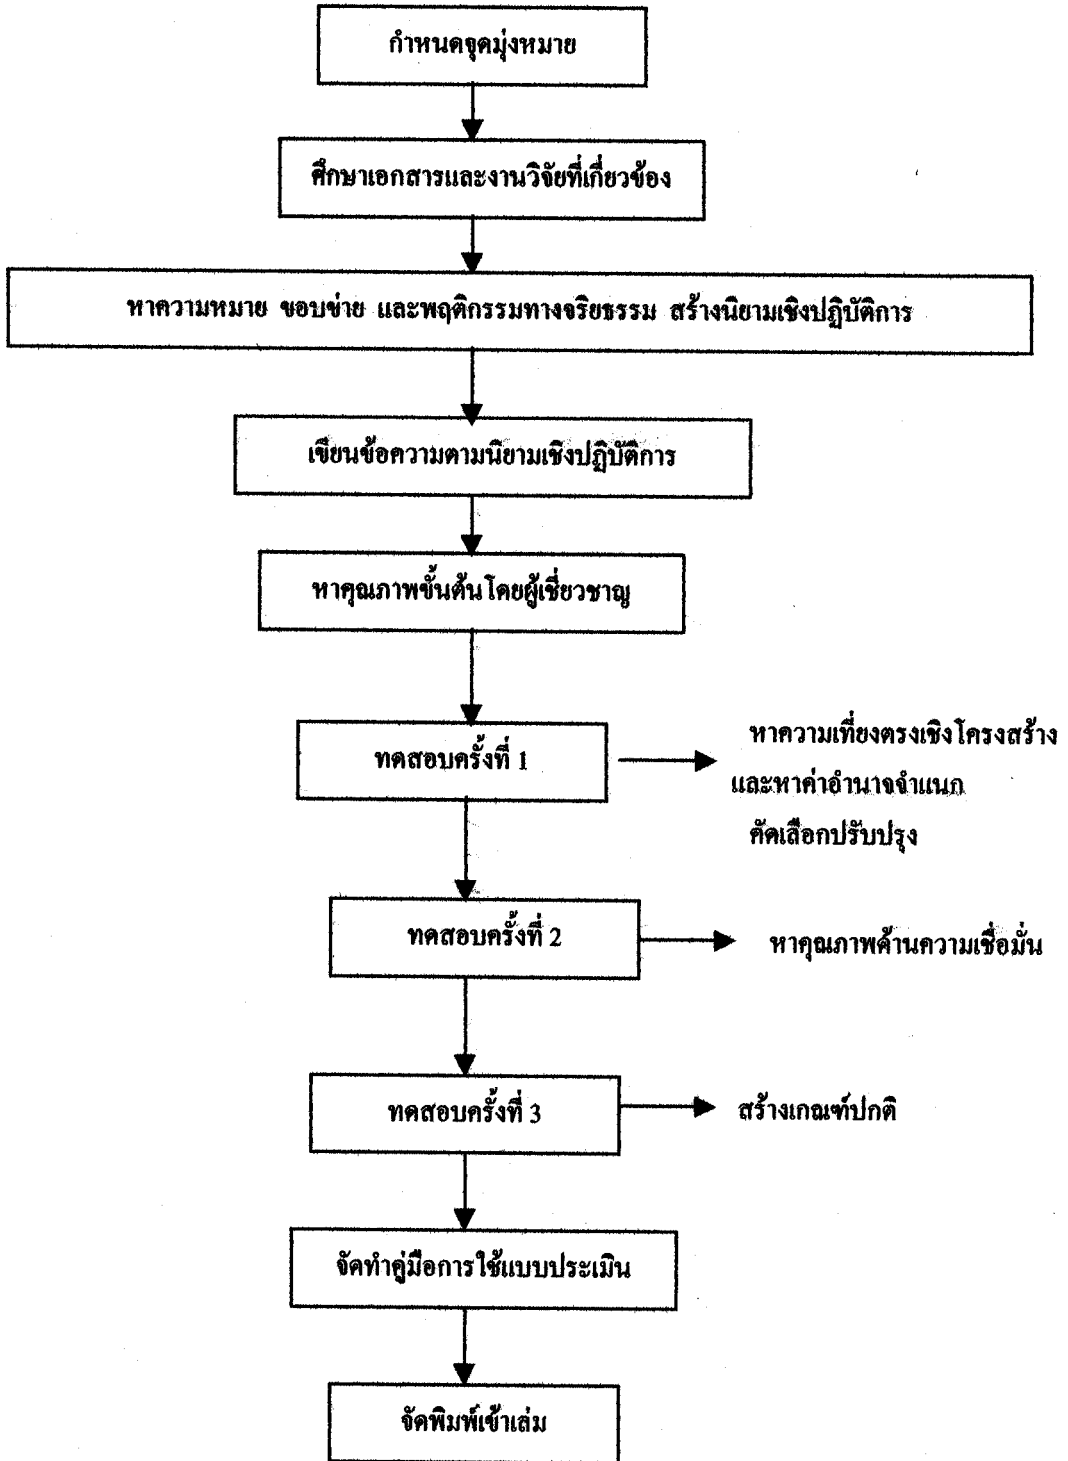 กำหนดจุดมุ่งหมาย
ศึกษาเอกสารและงานวิจัยที่เกี่ยวข้อง
หาความหมาย ขอบข่าย และพฤติกรรมทางจริยธรรม สร้างนิยามเชิงปฏิบัติการ
เขียนข้อความตามนิยามเชิงปฏิบัติการ
หาคุณภาพขั้นต้นโดยผู้เชี่ยวชาญ
ทดสอบครั้งที่ 1
หาความเที่ยงตรงเชิงโครงสร้าง
และหาค่าอำนาจจำแนก
คัดเลือกปรับปรุง
ทดสอบครั้งที่ 2
หาคุณภาพด้านความเชื่อมั่น
ทดสอบครั้งที่ 3
สร้างเกณฑ์ปกติ
จัดทำคู่มือการใช้แบบประเมิน
จัดพิมพ์เข้าเล่ม